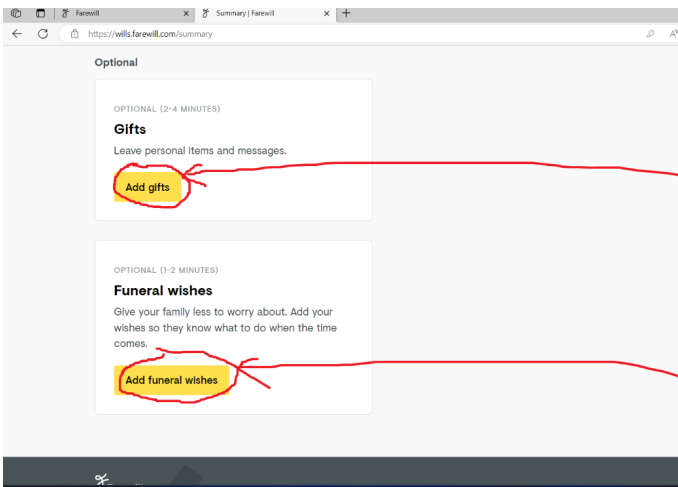 Farewill
Summary | Farewill
https://wills.farewill.com/summary
Optional
OPTIONAL (2-4 MINUTES)
Gifts
Leave personal items and messages.
Add gifts
OPTIONAL (1-2 MINUTES)
Funeral wishes
Give your family less to worry about. Add your
wishes so they know what to do when the time
comes.
Add funeral wishes